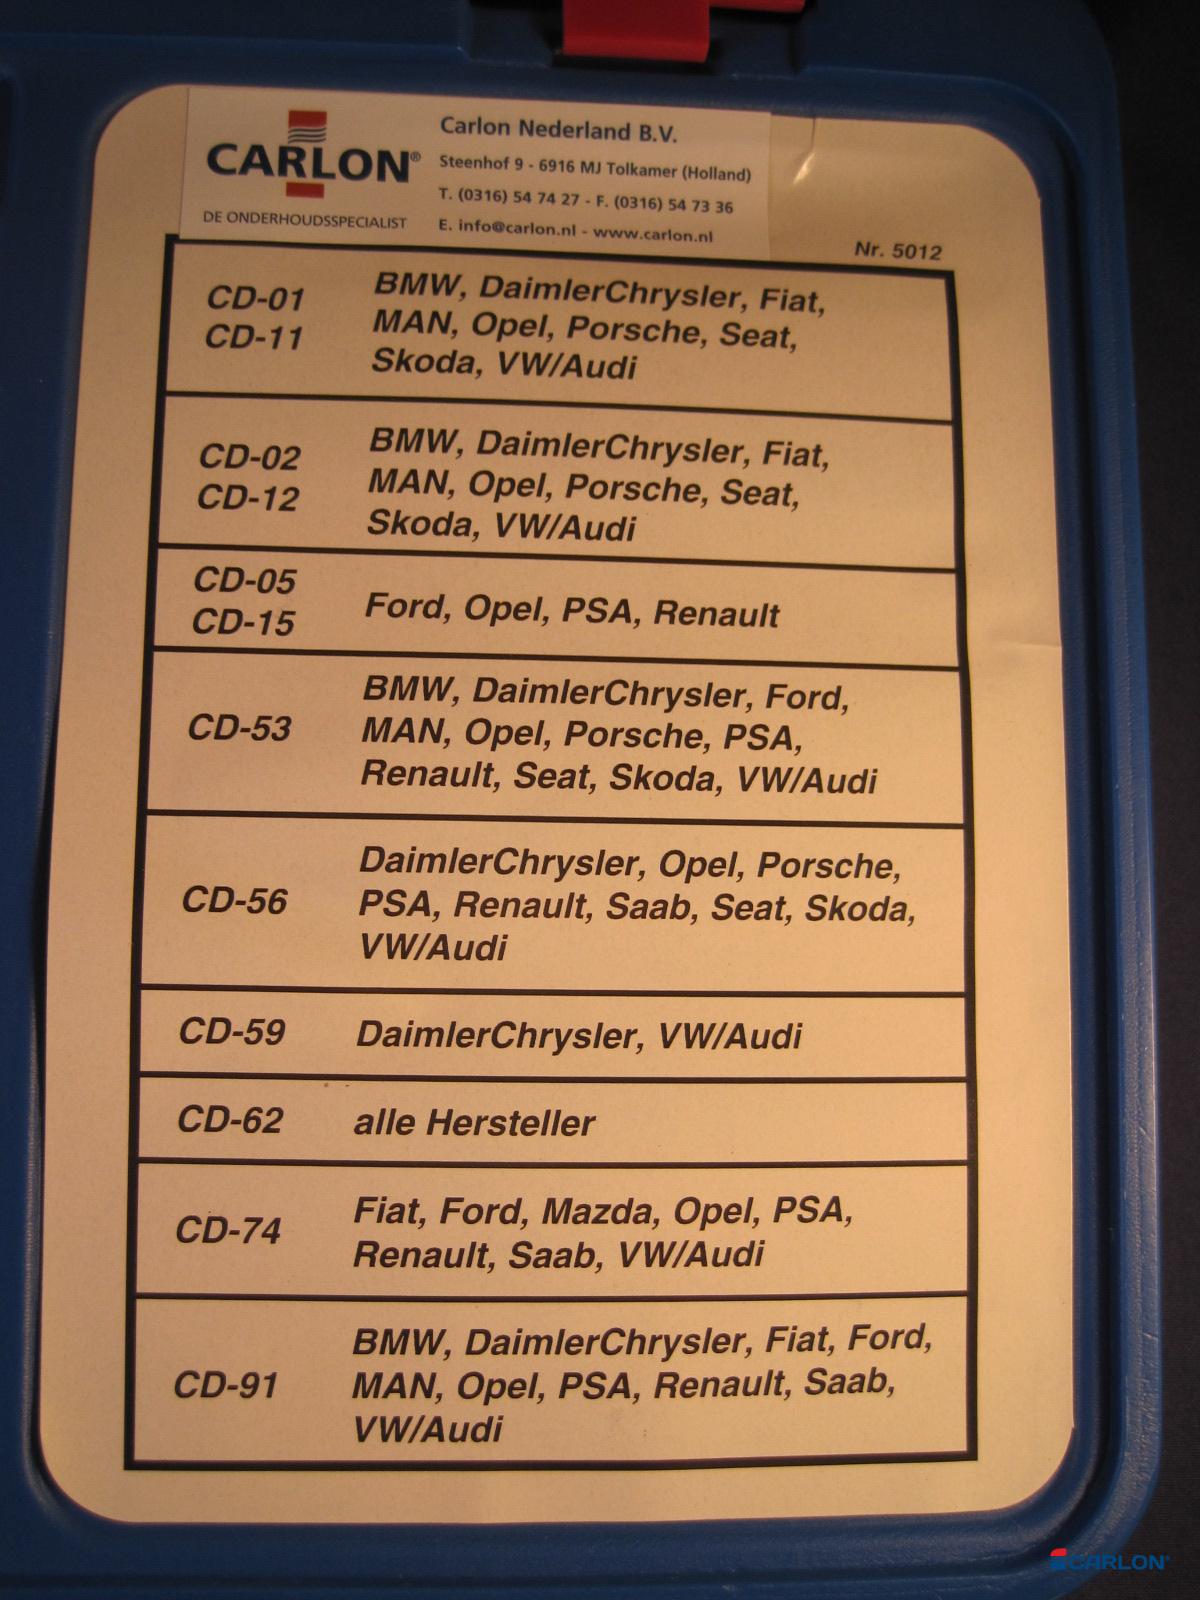 CARLON®
DE ONDERHOUDSSPECIALIST
Carlon Nederland B.V.
Steenhof 9 - 6916 MJ Tolkamer (Holland)
T. (0316) 54 74 27 - F. (0316) 54 73 36
E. info@carlon.nl - www.carlon.nl
Nr. 5012
CD-01
CD-11
BMW, DaimlerChrysler, Fiat,
MAN, Opel, Porsche, Seat,
Skoda, VW/Audi
CD-02
CD-12
BMW, DaimlerChrysler, Fiat,
MAN, Opel, Porsche, Seat,
Skoda, VW/Audi
CD-05
CD-15
Ford, Opel, PSA, Renault
CD-53
BMW, DaimlerChrysler, Ford,
MAN, Opel, Porsche, PSA,
Renault, Seat, Skoda, VW/Audi
CD-56
DaimlerChrysler, Opel, Porsche,
PSA, Renault, Saab, Seat, Skoda,
VW/Audi
CD-59
DaimlerChrysler, VW/Audi
CD-62
alle Hersteller
CD-74
Fiat, Ford, Mazda, Opel, PSA,
Renault, Saab, VW/Audi
CD-91
BMW, DaimlerChrysler, Fiat, Ford,
MAN, Opel, PSA, Renault, Saab,
VW/Audi
CARLON®